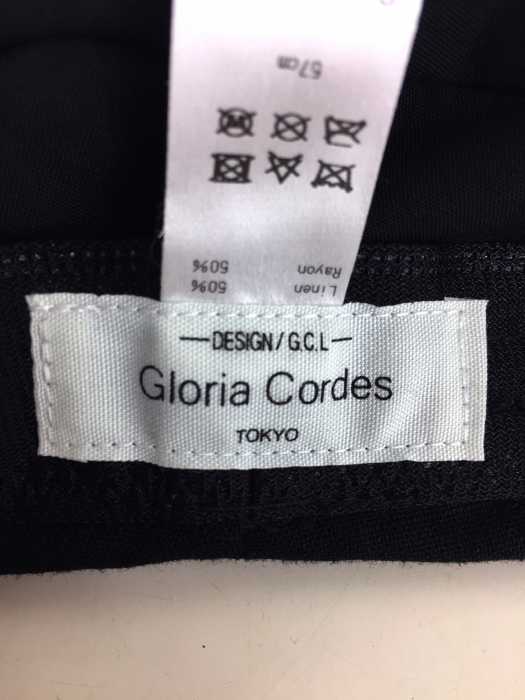 57cm
Rayon 50%
Linen 50%
—DESIGN/G.C.L—
Gloria Cordes
TOKYO